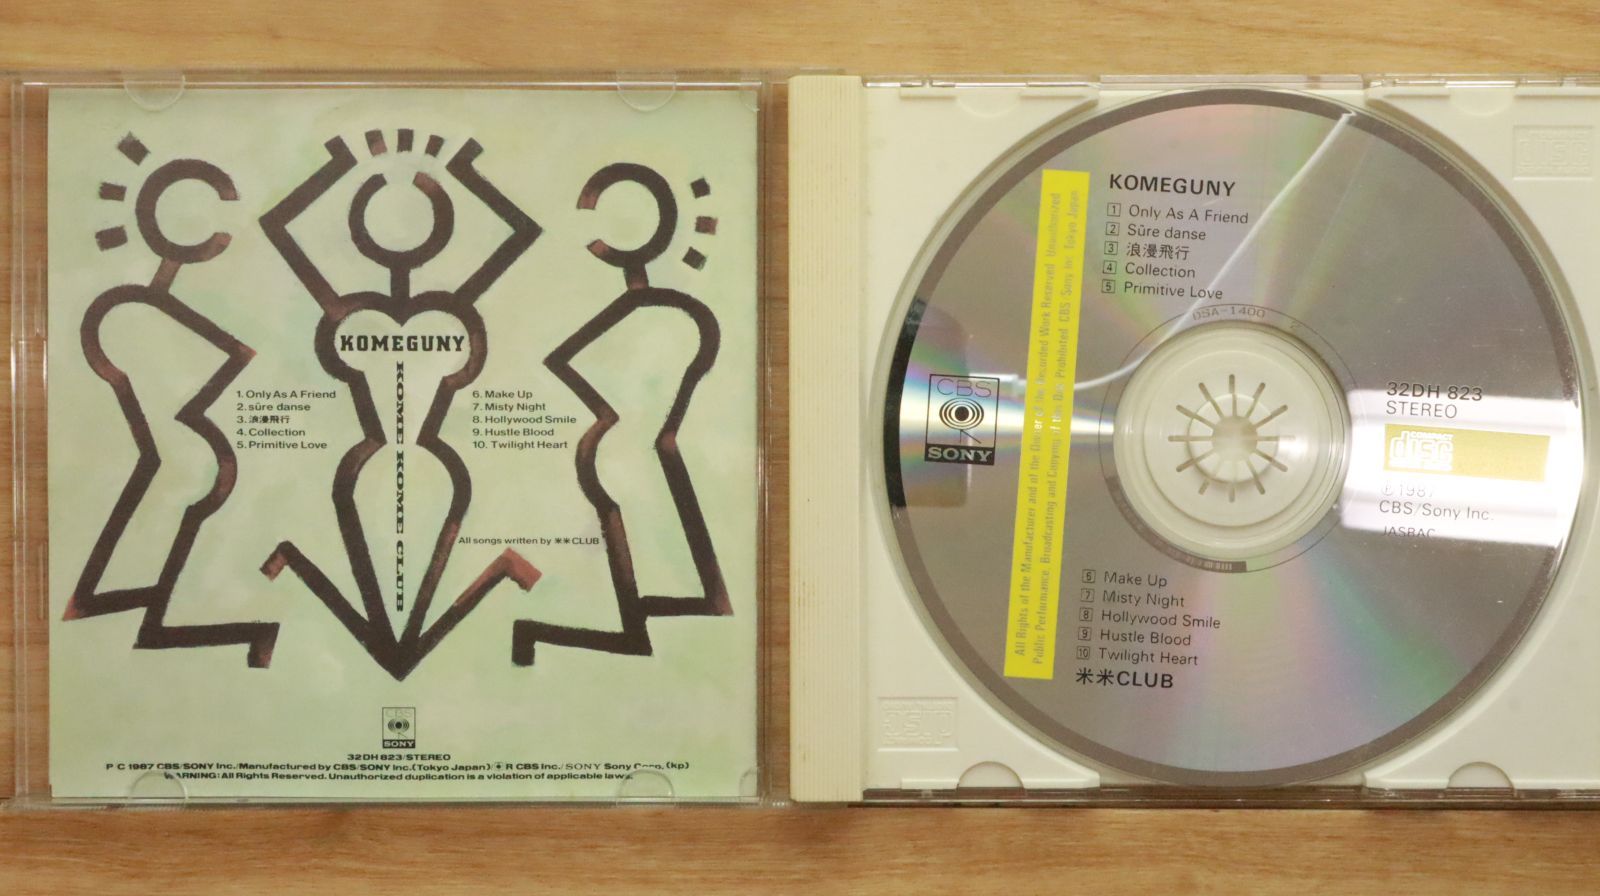 KOMEGUNY
KOME KOME CLUB
1. Only As A Friend
2. sûre danse
3. 浪漫飛行
4. Collection
5. Primitive Love
6. Make Up
7. Misty Night
8. Hollywood Smile
9. Hustle Blood
10. Twilight Heart
All songs written by 米米CLUB
CBS
SONY
32DH 823/STEREO
P C 1987 CBS/SONY Inc./Manufactured by CBS/SONY Inc.(Tokyo Japan)/ R CBS Inc./SONY Sony Corp. (kp)
WARNING: All Rights Reserved. Unauthorized duplication is a violation of applicable laws.
KOMEGUNY
1 Only As A Friend
2 Sûre danse
3 浪漫飛行
4 Collection
5 Primitive Love
DSA-1400 2
CBS
SONY
All Rights of the Manufacturer and of the Owner of the Recorded Work Reserved Unauthorized
Public Performance, Broadcasting and Copying of this Disc Prohibited CBS/Sony Inc. Tokyo Japan
32DH 823
STEREO
COMPACT
disc
℗1987
CBS/Sony Inc.
JASRAC
6 Make Up
7 Misty Night
8 Hollywood Smile
9 Hustle Blood
10 Twilight Heart
米米CLUB